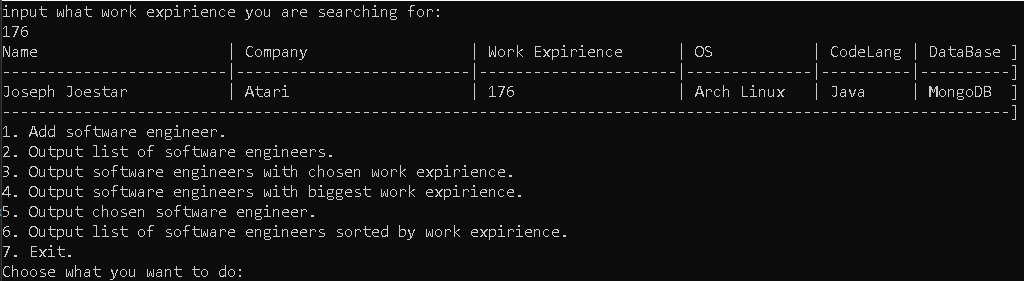 input what work expirience you are searching for:
176
Name | Company | Work Expirience | OS | CodeLang | DataBase ]
--------------------------|---------------------------|-----------------------|--------------|----------|----------]
Joseph Joestar | Atari | 176 | Arch Linux | Java | MongoDB ]
-------------------------------------------------------------------------------------------------------------------]
1. Add software engineer.
2. Output list of software engineers.
3. Output software engineers with chosen work expirience.
4. Output software engineers with biggest work expirience.
5. Output chosen software engineer.
6. Output list of software engineers sorted by work expirience.
7. Exit.
Choose what you want to do: